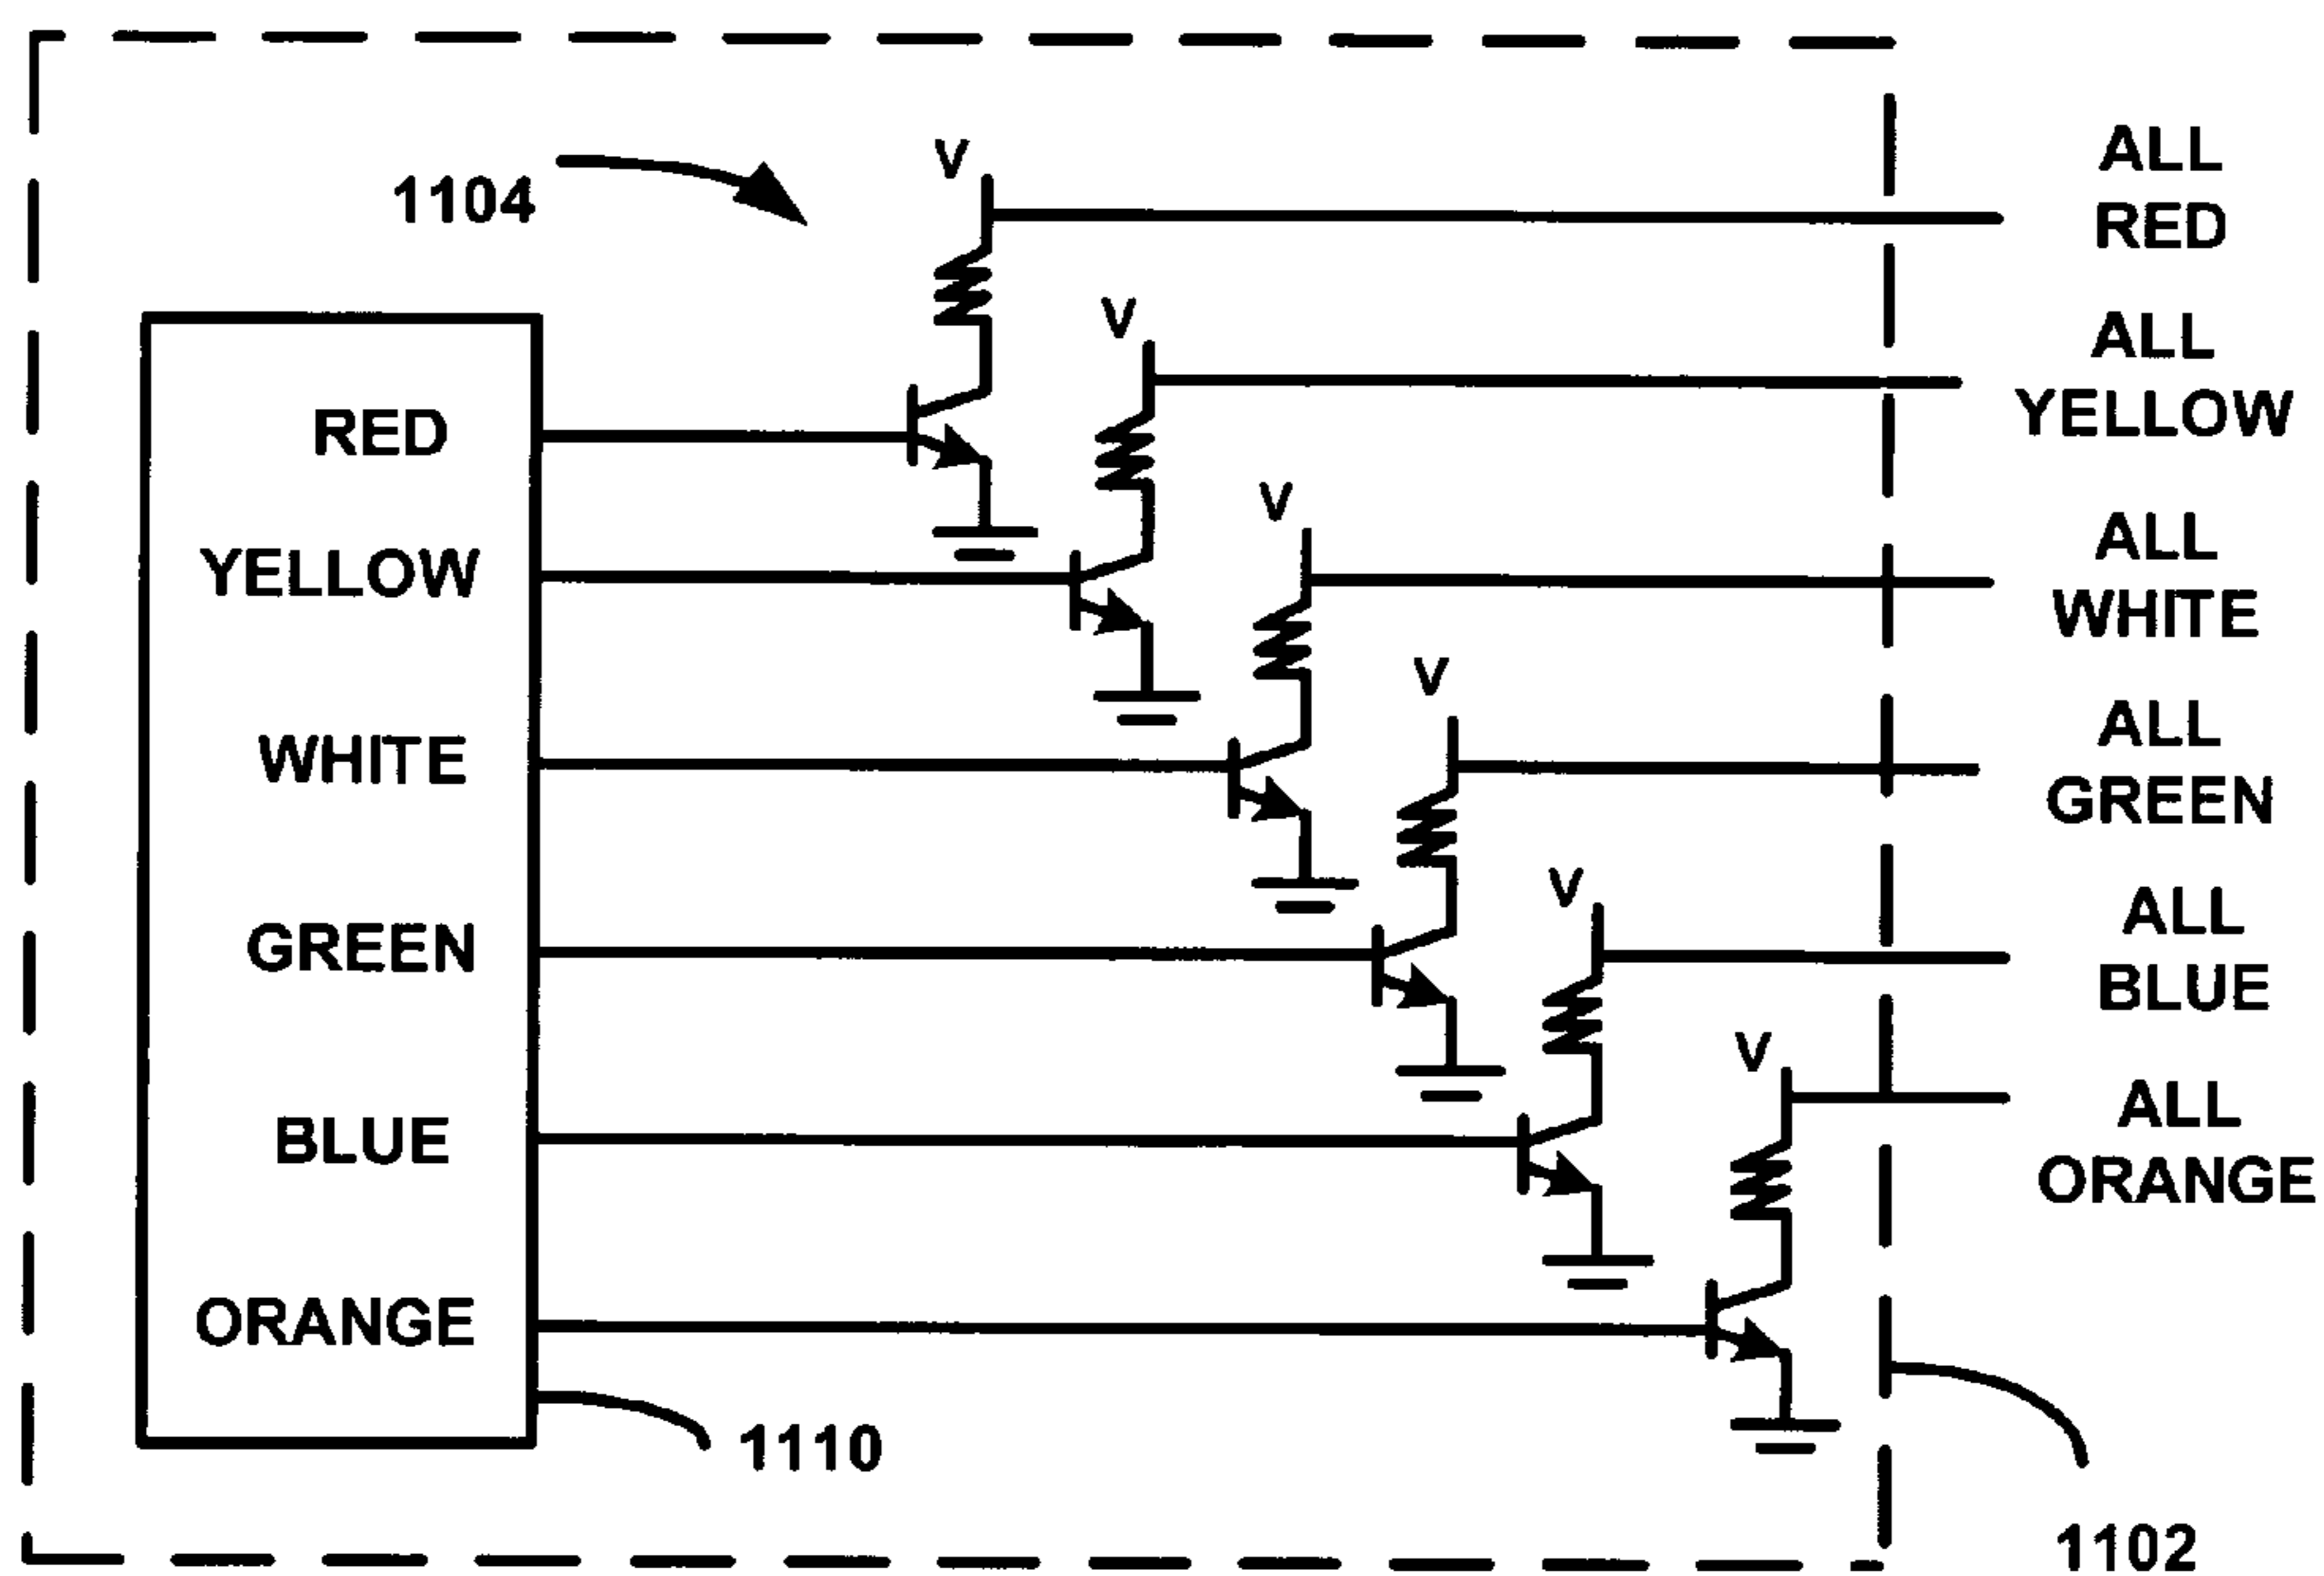 1104
V
ALL
RED
V
ALL
YELLOW
RED
V
ALL
WHITE
YELLOW
V
ALL
GREEN
WHITE
V
ALL
BLUE
GREEN
V
ALL
ORANGE
BLUE
ORANGE
1110
1102